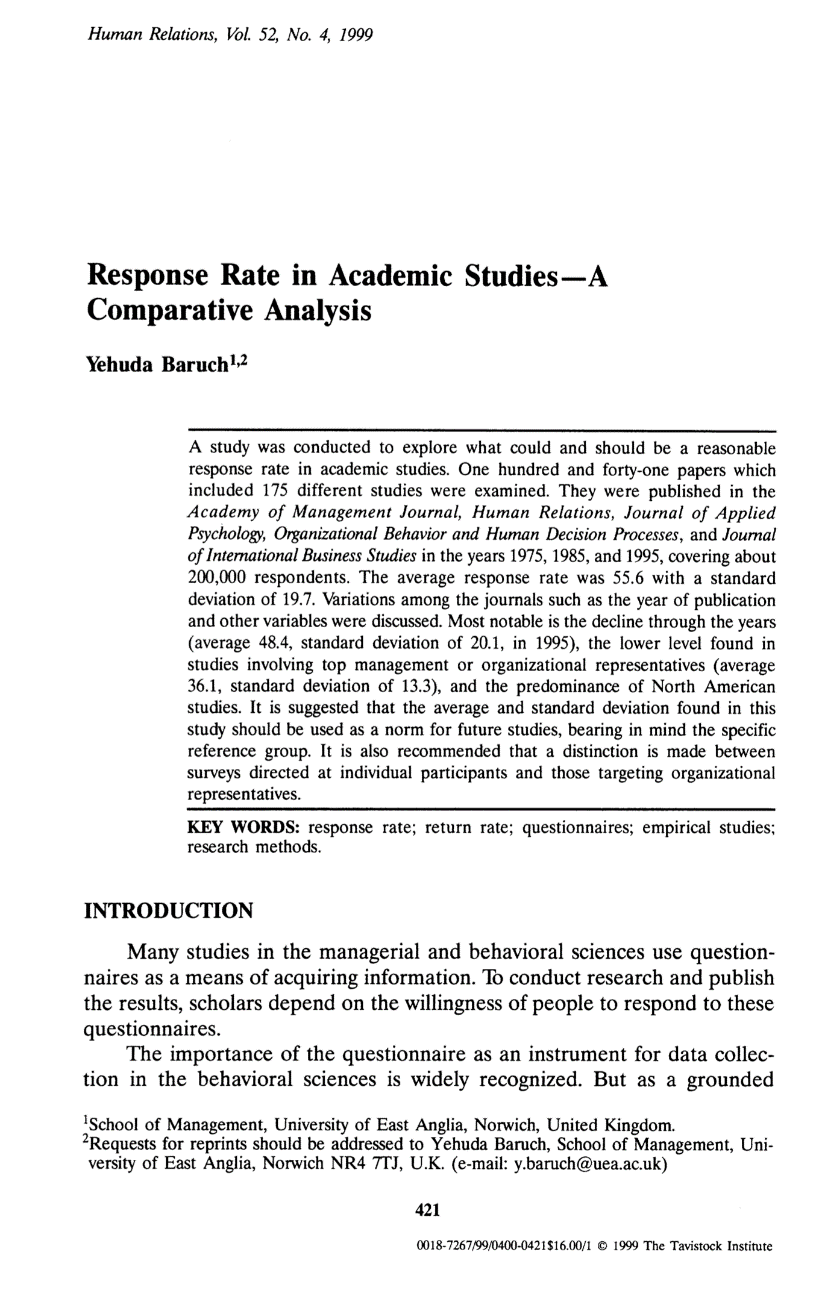 Human Relations, Vol. 52, No. 4, 1999
Response Rate in Academic Studies—A
Comparative Analysis
Yehuda Baruch1,2
A study was conducted to explore what could and should be a reasonable
response rate in academic studies. One hundred and forty-one papers which
included 175 different studies were examined. They were published in the
Academy of Management Journal, Human Relations, Journal of Applied
Psychology, Organizational Behavior and Human Decision Processes, and Journal
of International Business Studies in the years 1975, 1985, and 1995, covering about
200,000 respondents. The average response rate was 55.6 with a standard
deviation of 19.7. Variations among the journals such as the year of publication
and other variables were discussed. Most notable is the decline through the years
(average 48.4, standard deviation of 20.1, in 1995), the lower level found in
studies involving top management or organizational representatives (average
36.1, standard deviation of 13.3), and the predominance of North American
studies. It is suggested that the average and standard deviation found in this
study should be used as a norm for future studies, bearing in mind the specific
reference group. It is also recommended that a distinction is made between
surveys directed at individual participants and those targeting organizational
representatives.
KEY WORDS: response rate; return rate; questionnaires; empirical studies;
research methods.
INTRODUCTION
Many studies in the managerial and behavioral sciences use question-
naires as a means of acquiring information. To conduct research and publish
the results, scholars depend on the willingness of people to respond to these
questionnaires.
The importance of the questionnaire as an instrument for data collec-
tion in the behavioral sciences is widely recognized. But as a grounded
1School of Management, University of East Anglia, Norwich, United Kingdom.
2Requests for reprints should be addressed to Yehuda Baruch, School of Management, Uni-
versity of East Anglia, Norwich NR4 7TJ, U.K. (e-mail: y.baruch@uea.ac.uk)
421
0018-7267/99/0400-0421$16.00/1 © 1999 The Tavistock Institute